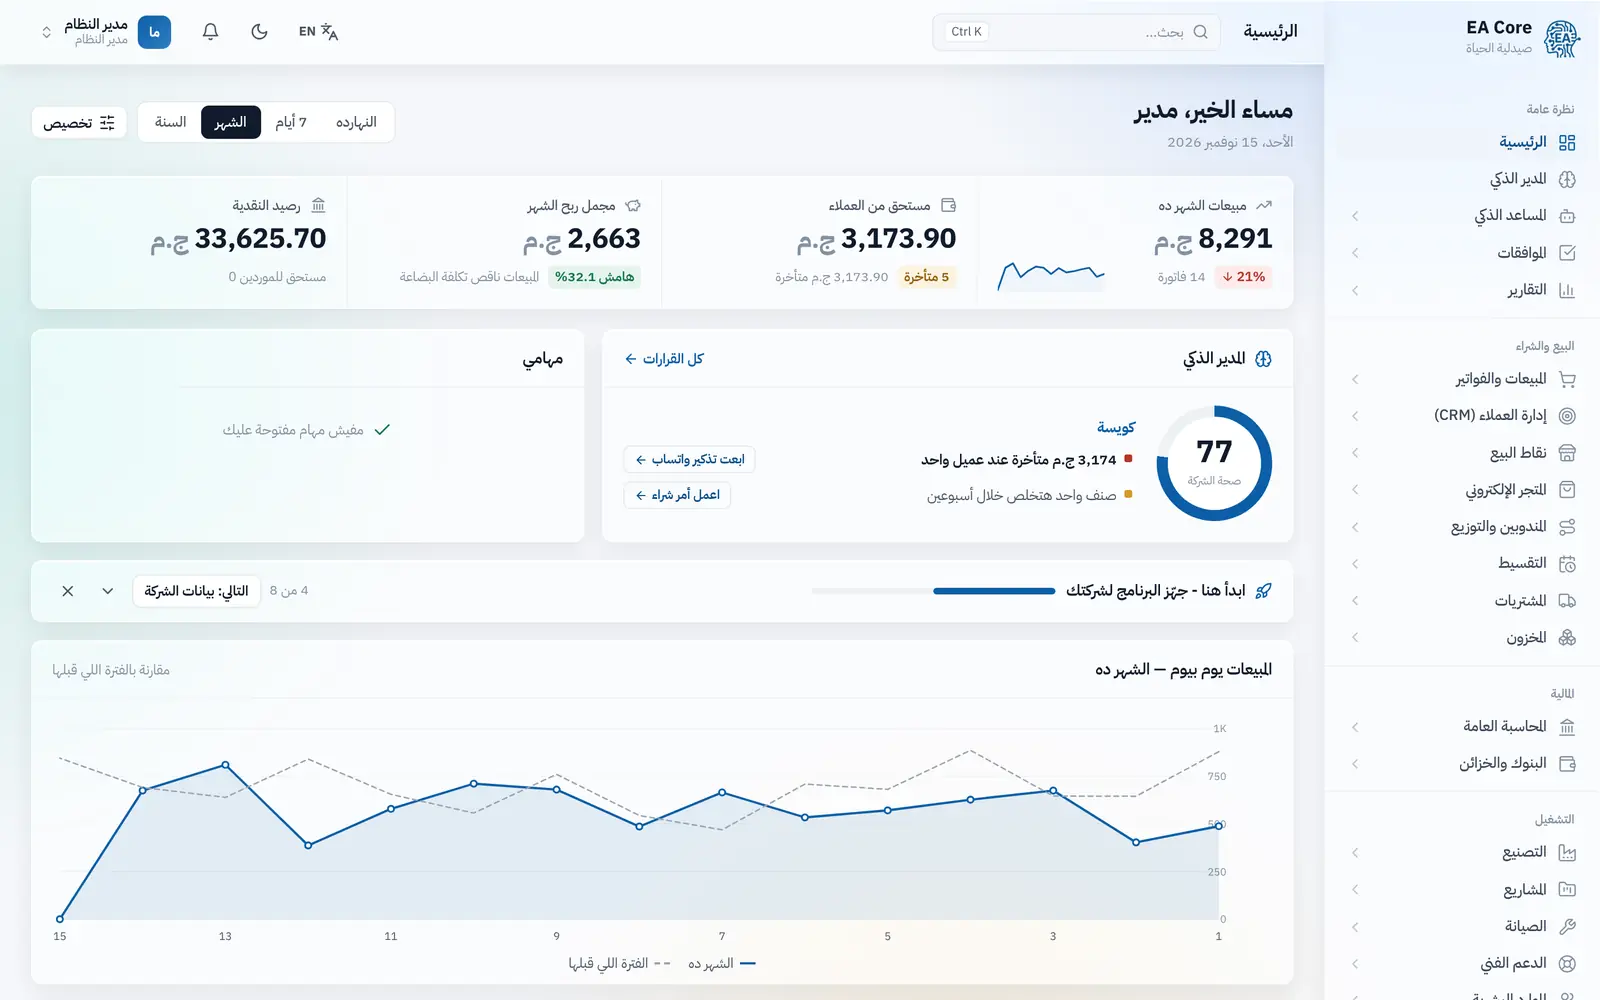 EA Core
صيدلية الحياة
الرئيسية
بحث...
Ctrl K
EN
مدير النظام
مدير النظام
ما
نظرة عامة
الرئيسية
المدير الذكي
المساعد الذكي
الموافقات
التقارير
البيع والشراء
المبيعات والفواتير
إدارة العملاء (CRM)
نقاط البيع
المتجر الإلكتروني
المندوبين والتوزيع
التقسيط
المشتريات
المخزون
المالية
المحاسبة العامة
البنوك والخزائن
التشغيل
التصنيع
المشاريع
الصيانة
الدعم الفني
مساء الخير، مدير
الأحد، 15 نوفمبر 2026
النهارده
7 أيام
الشهر
السنة
تخصيص
مبيعات الشهر ده
8,291 ج.م
21% ↓
14 فاتورة
مستحق من العملاء
3,173.90 ج.م
5 متأخرة
3,173.90 ج.م متأخرة
مجمل ربح الشهر
2,663 ج.م
هامش 32.1%
المبيعات ناقص تكلفة البضاعة
رصيد النقدية
33,625.70 ج.م
مستحق للموردين 0
المدير الذكي
كل القرارات ←
77
صحة الشركة
كويسة
3,174 ج.م متأخرة عند عميل واحد
ابعت تذكير واتساب ←
صنف واحد هتخلص خلال أسبوعين
اعمل أمر شراء ←
مهامي
مفيش مهام مفتوحة عليك
ابدأ هنا - جهّز البرنامج لشركتك
4 من 8
التالي: بيانات الشركة
المبيعات يوم بيوم — الشهر ده
مقارنة بالفترة اللي قبلها
1K
750
500
250
0
1
3
5
7
9
11
13
15
الشهر ده
الفترة اللي قبلها